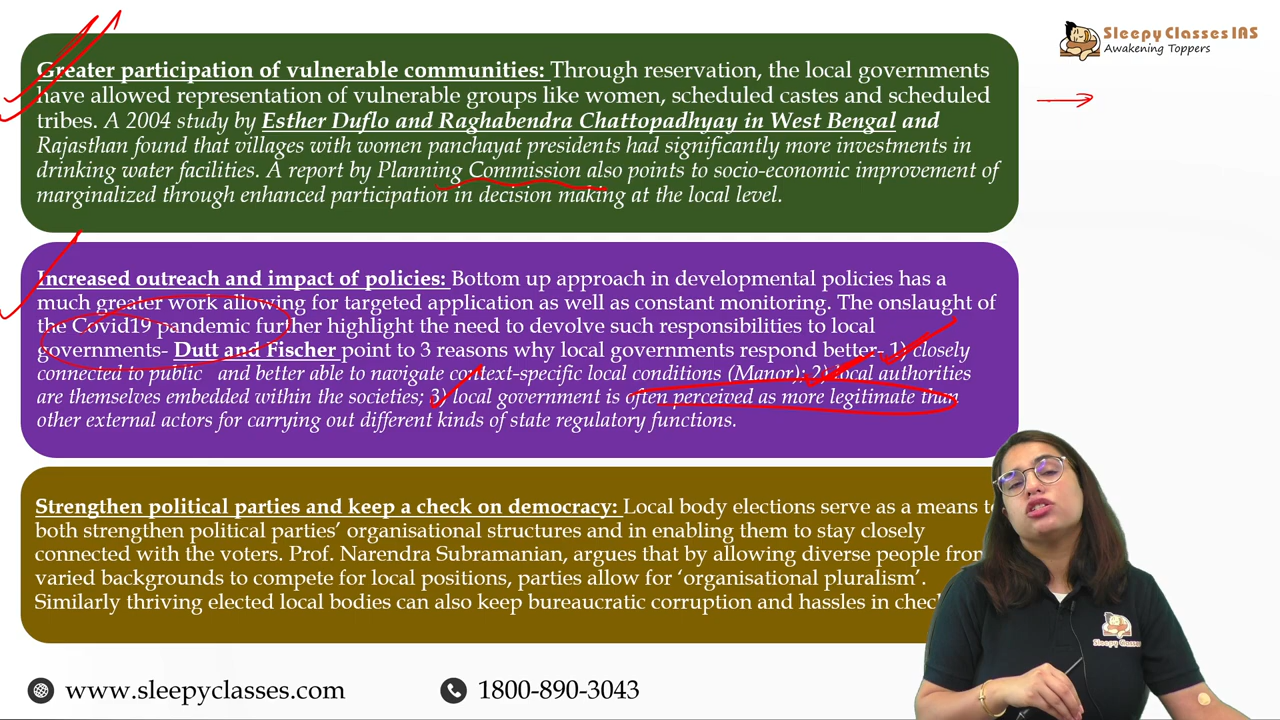 Sleepy Classes IAS
Awakening Toppers
Greater participation of vulnerable communities: Through reservation, the local governments
have allowed representation of vulnerable groups like women, scheduled castes and scheduled
tribes. A 2004 study by Esther Duflo and Raghabendra Chattopadhyay in West Bengal and
Rajasthan found that villages with women panchayat presidents had significantly more investments in
drinking water facilities. A report by Planning Commission also points to socio-economic improvement of
marginalized through enhanced participation in decision making at the local level.
Increased outreach and impact of policies: Bottom up approach in developmental policies has a
much greater work allowing for targeted application as well as constant monitoring. The onslaught of
the Covid19 pandemic further highlight the need to devolve such responsibilities to local
governments- Dutt and Fischer point to 3 reasons why local governments respond better- 1) closely
connected to public and better able to navigate context-specific local conditions (Manor); 2) local authorities
are themselves embedded within the societies; 3) local government is often perceived as more legitimate than
other external actors for carrying out different kinds of state regulatory functions.
Strengthen political parties and keep a check on democracy: Local body elections serve as a means to
both strengthen political parties' organisational structures and in enabling them to stay closely
connected with the voters. Prof. Narendra Subramanian, argues that by allowing diverse people from
varied backgrounds to compete for local positions, parties allow for 'organisational pluralism'.
Similarly thriving elected local bodies can also keep bureaucratic corruption and hassles in check
Sleepy Classes
www.sleepyclasses.com
1800-890-3043